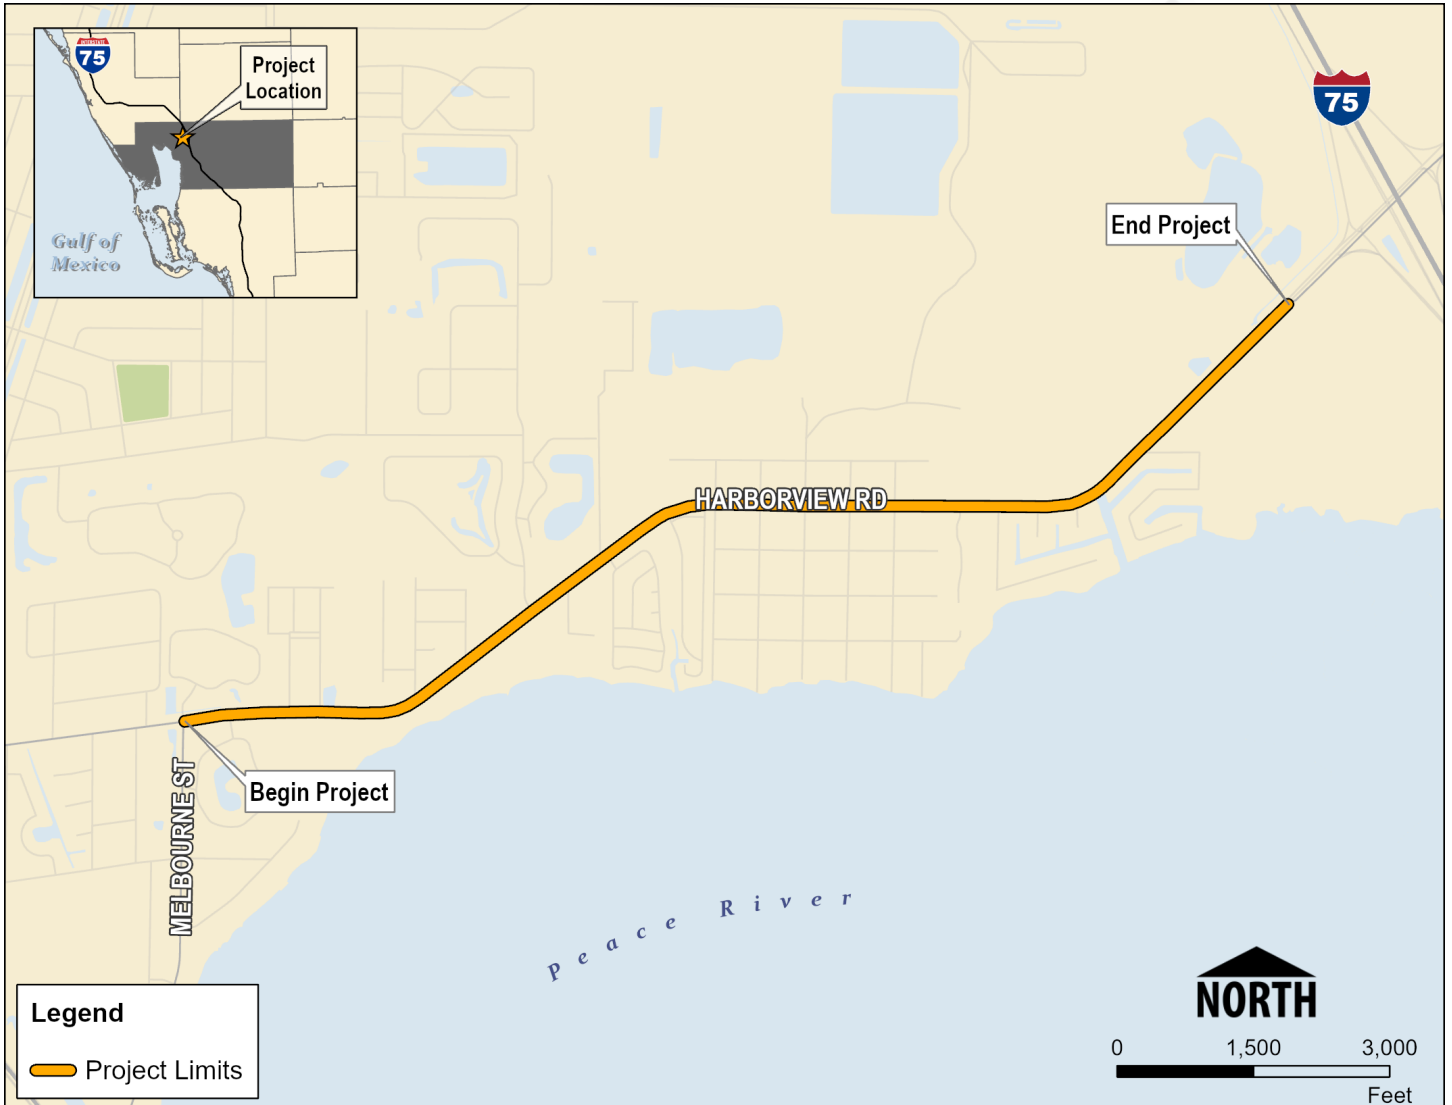 INTERSTATE
75
Project
Location
Gulf of
Mexico
75
End Project
HARBORVIEW RD
Begin Project
MELBOURNE ST
Peace River
Legend
Project Limits
NORTH
0 1,500 3,000
Feet